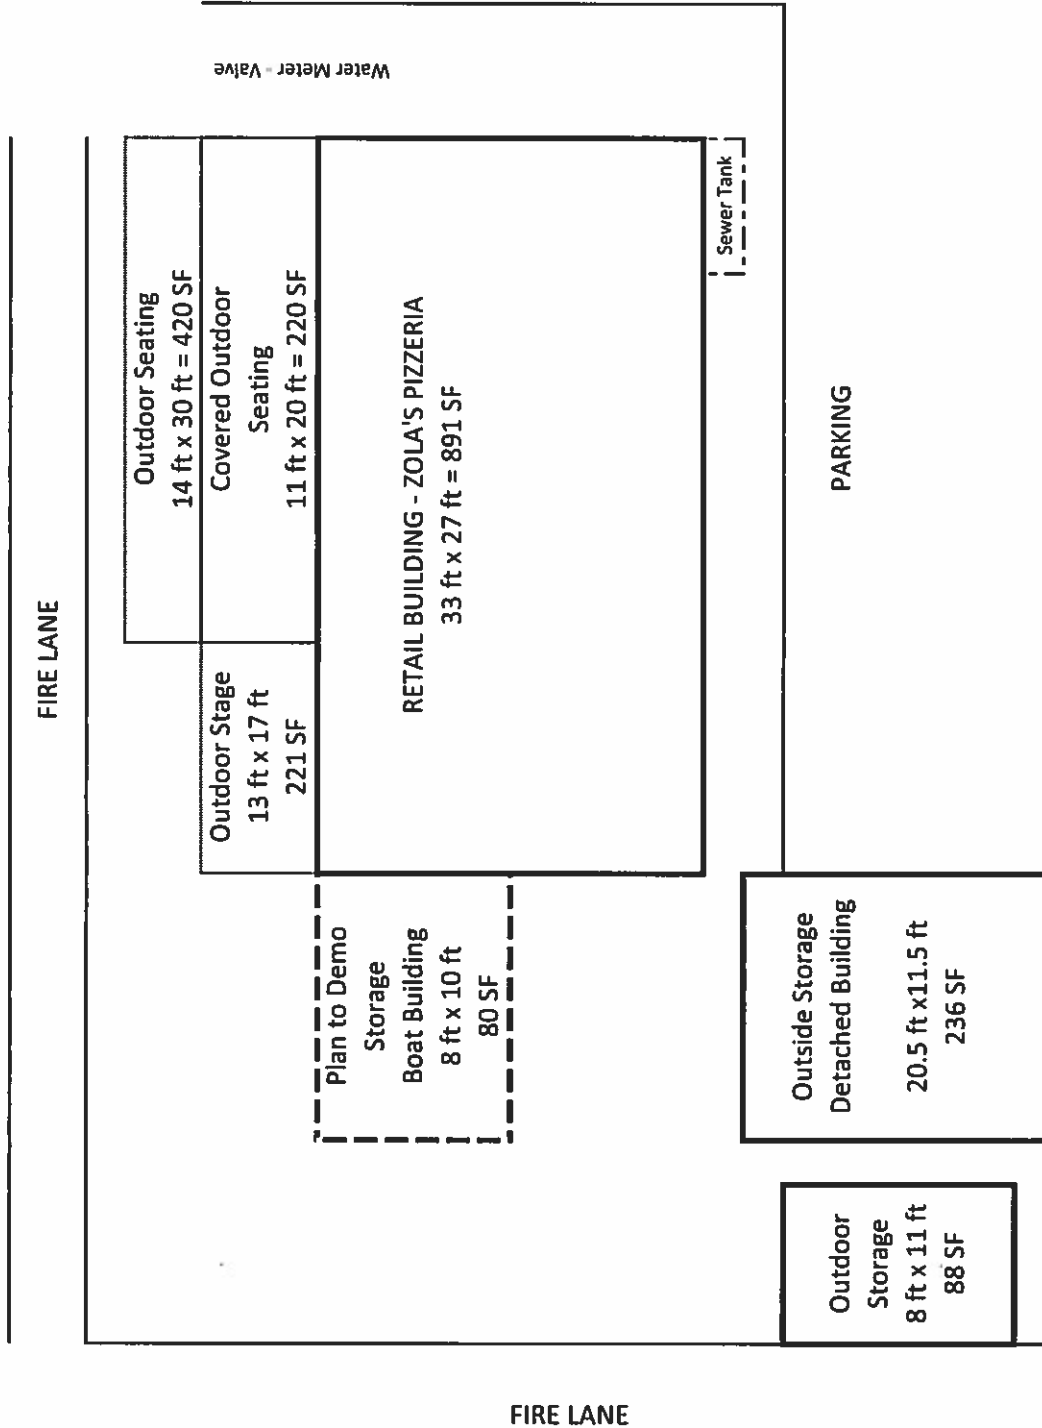 FIRE LANE
Water Meter - Valve
Outdoor Seating
14 ft x 30 ft = 420 SF
Covered Outdoor
Seating
11 ft x 20 ft = 220 SF
Outdoor Stage
13 ft x 17 ft
221 SF
RETAIL BUILDING - ZOLA'S PIZZERIA
33 ft x 27 ft = 891 SF
Sewer Tank
Plan to Demo
Storage
Boat Building
8 ft x 10 ft
80 SF
PARKING
Outside Storage
Detached Building
20.5 ft x11.5 ft
236 SF
Outdoor
Storage
8 ft x 11 ft
88 SF
FIRE LANE